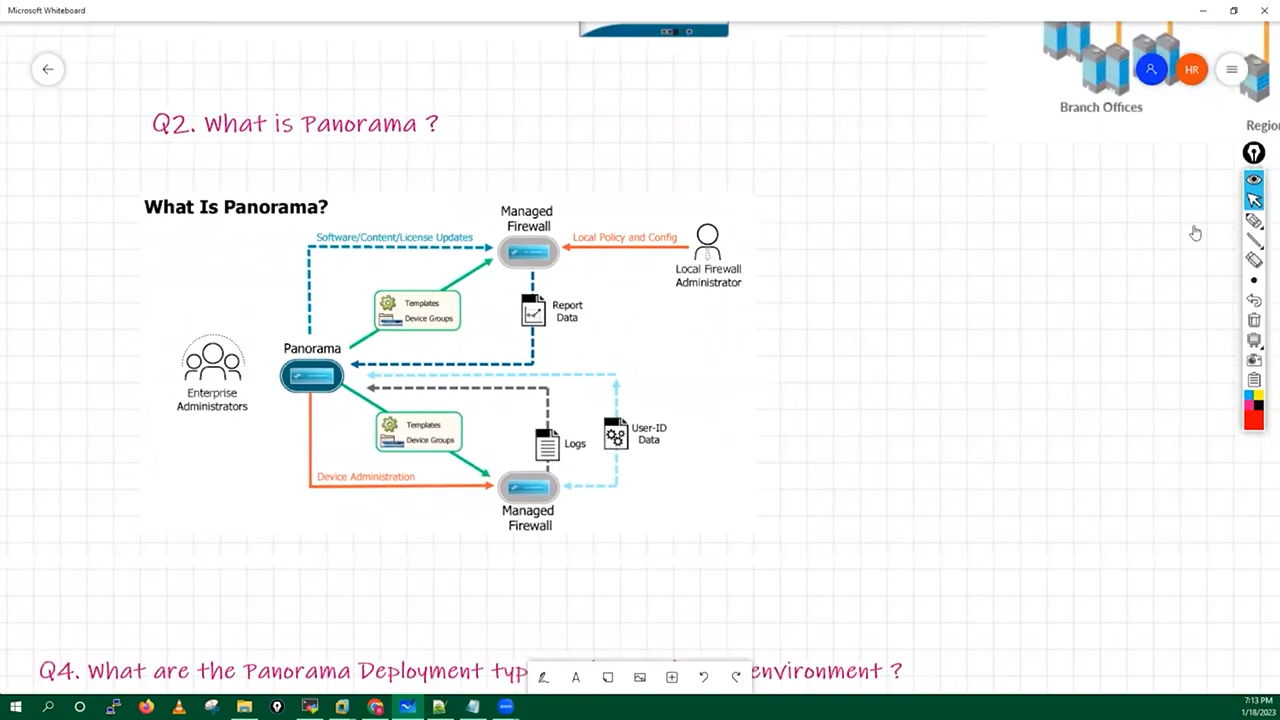 Microsoft Whiteboard
HR
Branch Offices
Regio
Q2. What is Panorama ?
What Is Panorama?
Managed
Firewall
Software/Content/License Updates
Local Policy and Config
Local Firewall
Administrator
Templates
Device Groups
Report
Data
Panorama
Enterprise
Administrators
Templates
Device Groups
Logs
User-ID
Data
Device Administration
Managed
Firewall
Q4. What are the Panorama Deployment typ
environment ?
7:13 PM
1/18/2023